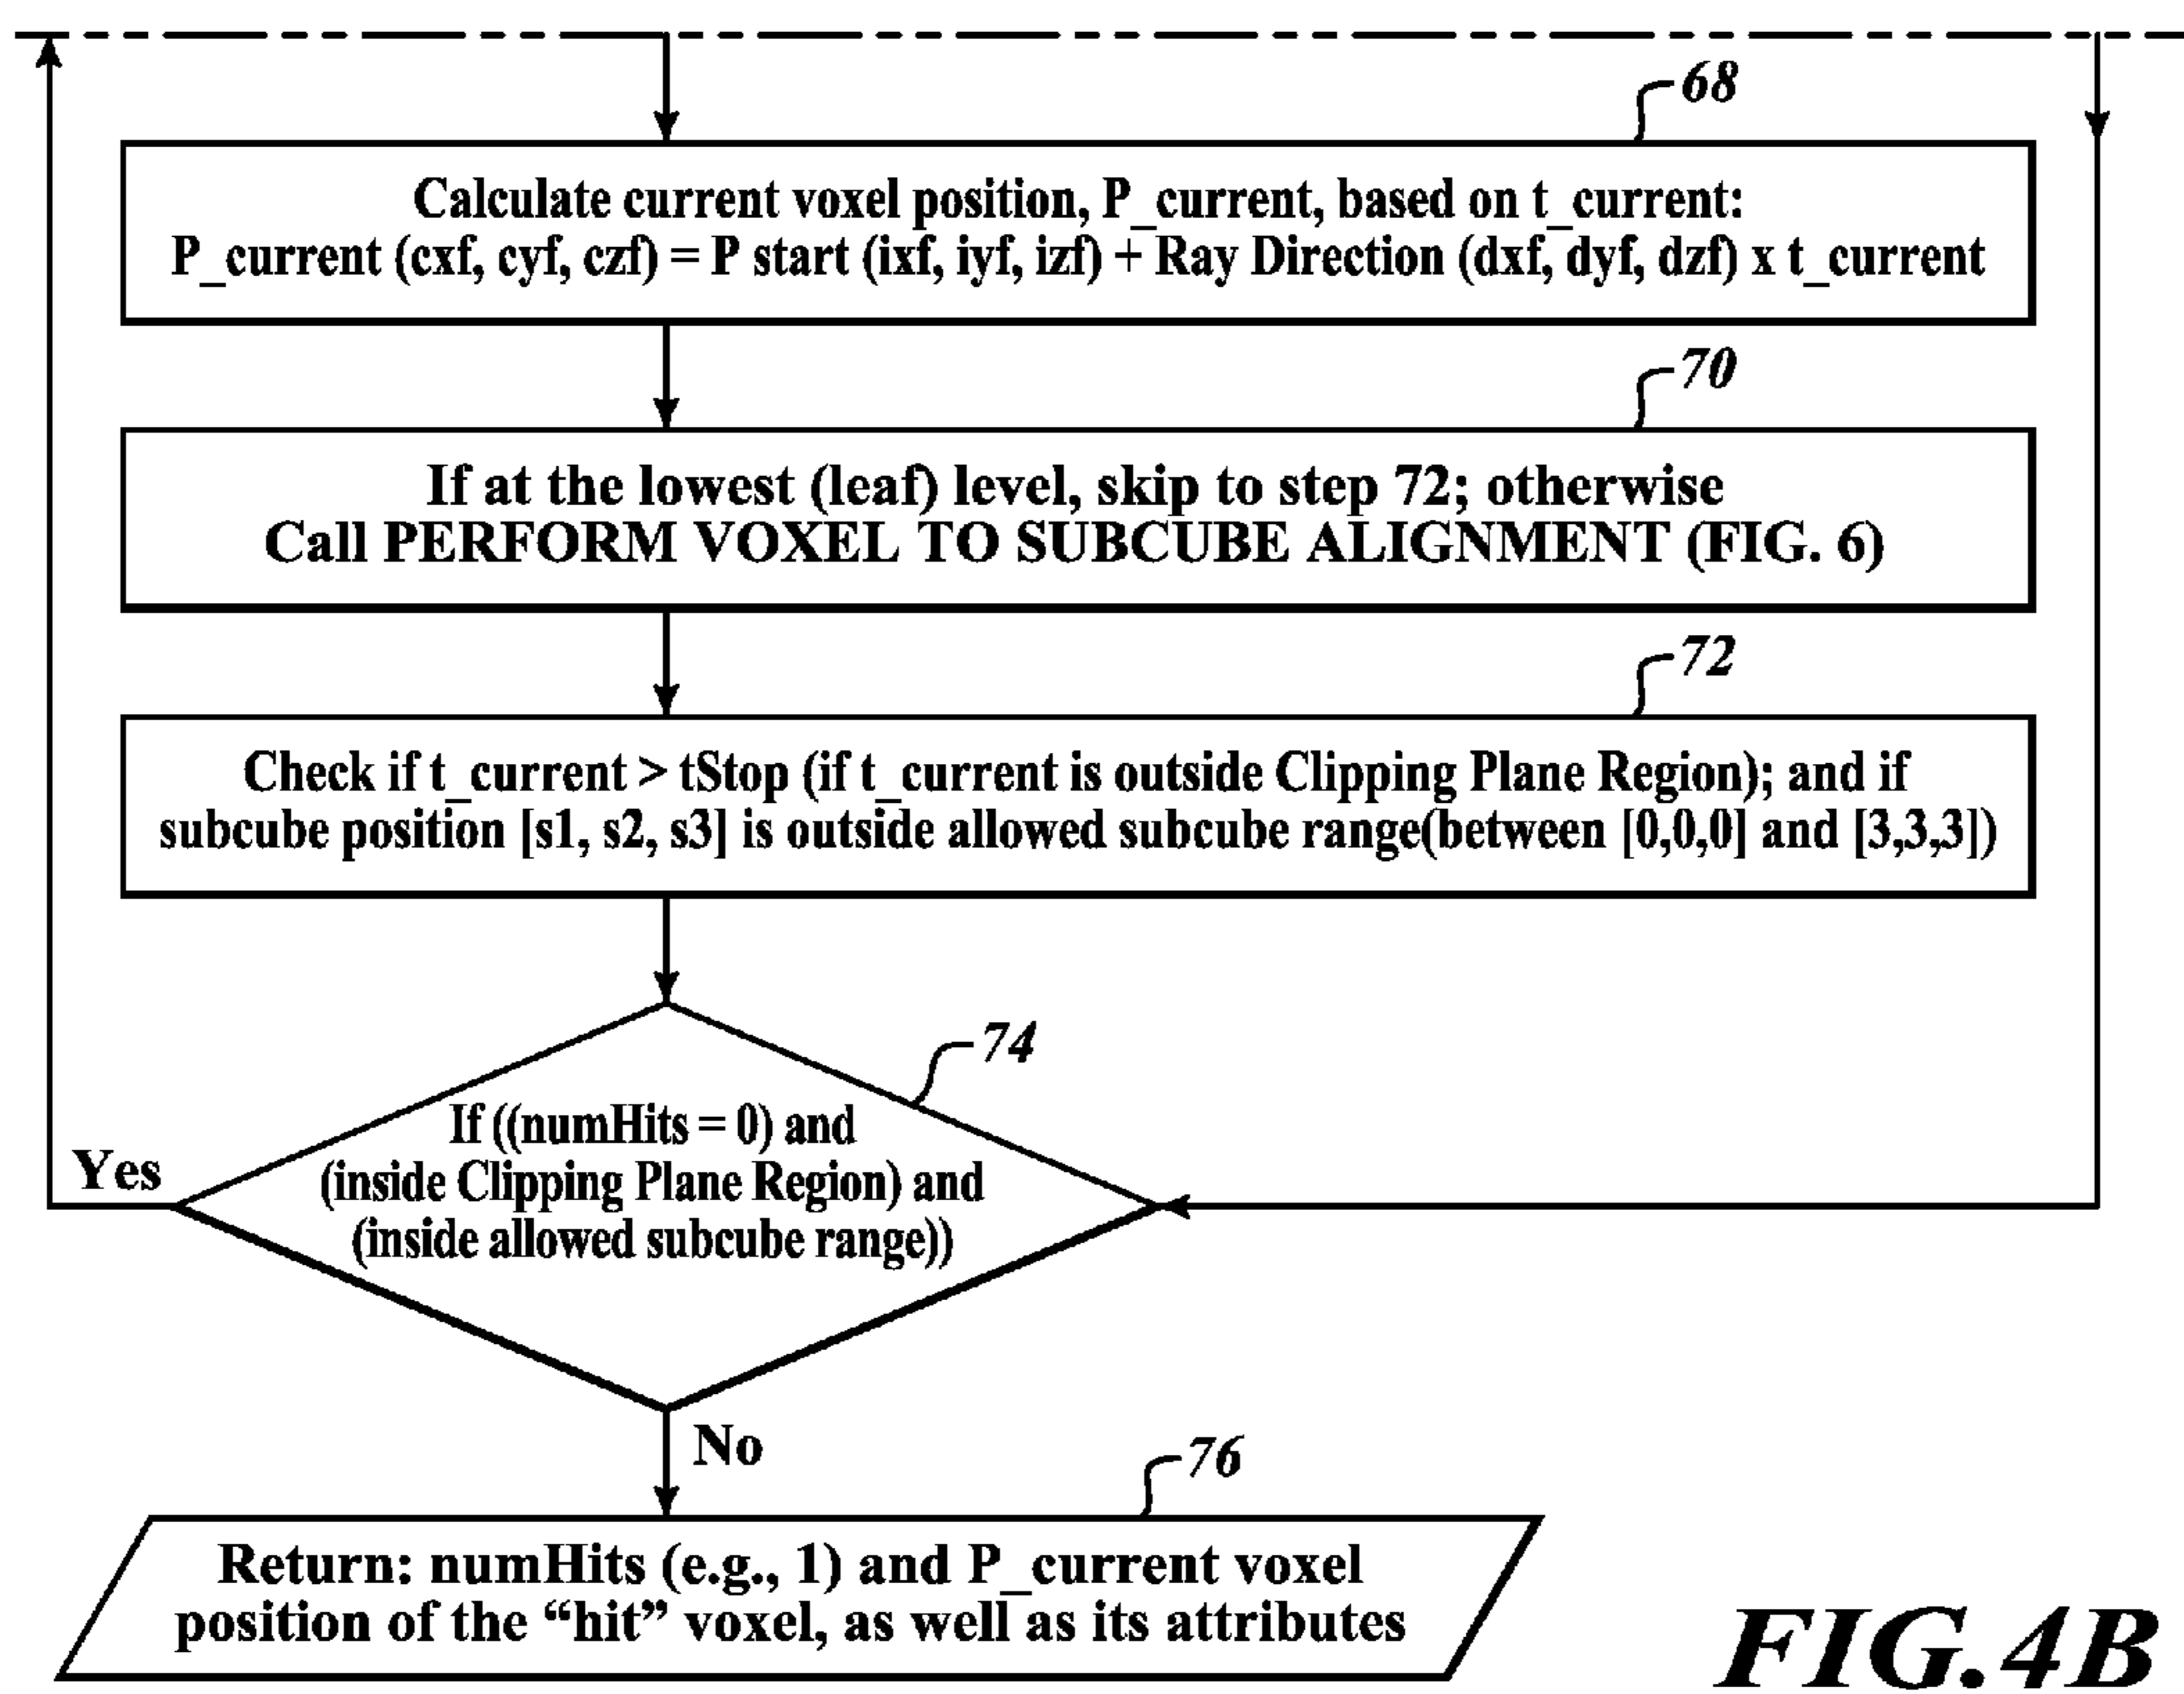 68
Calculate current voxel position, P_current, based on t_current:
P_current (cxf, cyf, czf) = P start (ixf, iyf, izf) + Ray Direction (dxf, dyf, dzf) x t_current
70
If at the lowest (leaf) level, skip to step 72; otherwise
Call PERFORM VOXEL TO SUBCUBE ALIGNMENT (FIG. 6)
72
Check if t_current > tStop (if t_current is outside Clipping Plane Region); and if
subcube position [s1, s2, s3] is outside allowed subcube range(between [0,0,0] and [3,3,3])
74
If ((numHits = 0) and
(inside Clipping Plane Region) and
(inside allowed subcube range))
Yes
No
76
Return: numHits (e.g., 1) and P_current voxel
position of the “hit” voxel, as well as its attributes
FIG. 4B